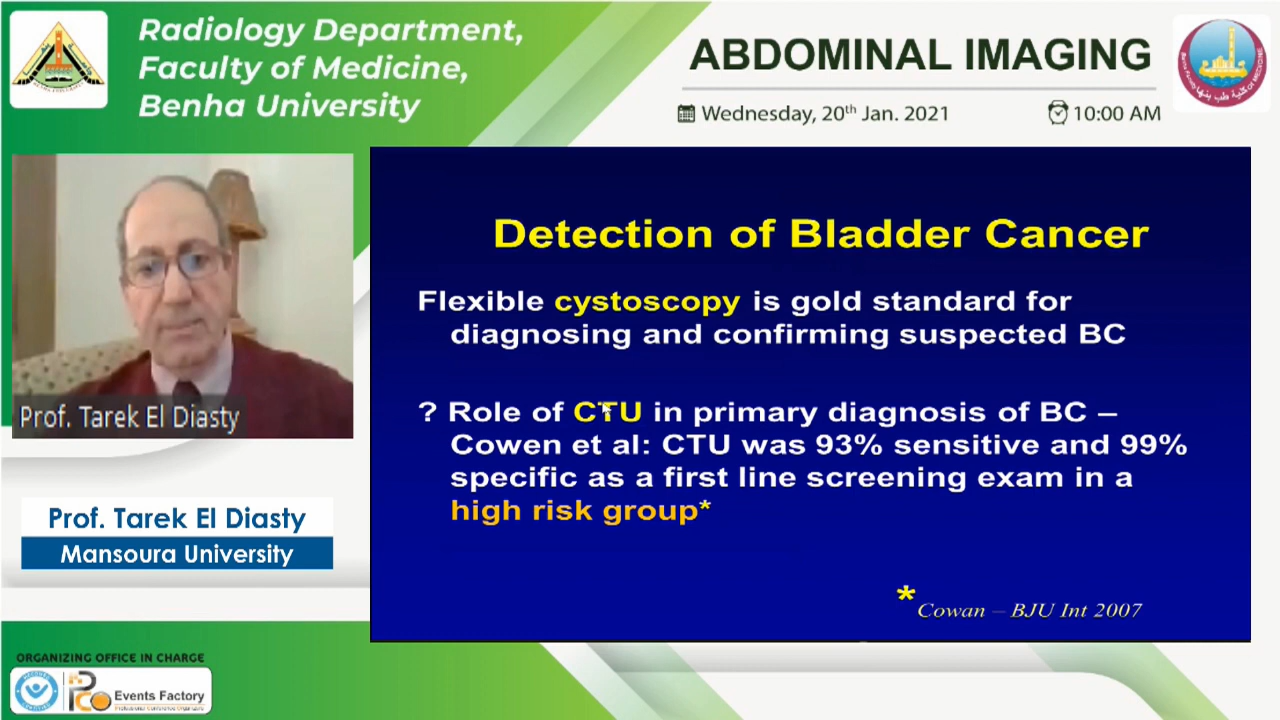 Radiology Department,
Faculty of Medicine,
Benha University
ABDOMINAL IMAGING
Wednesday, 20th Jan. 2021
10:00 AM
Detection of Bladder Cancer
Flexible cystoscopy is gold standard for
diagnosing and confirming suspected BC
? Role of CTU in primary diagnosis of BC –
Cowen et al: CTU was 93% sensitive and 99%
specific as a first line screening exam in a
high risk group*
*Cowan – BJU Int 2007
Prof. Tarek El Diasty
Prof. Tarek El Diasty
Mansoura University
ORGANIZING OFFICE IN CHARGE
Pco Events Factory